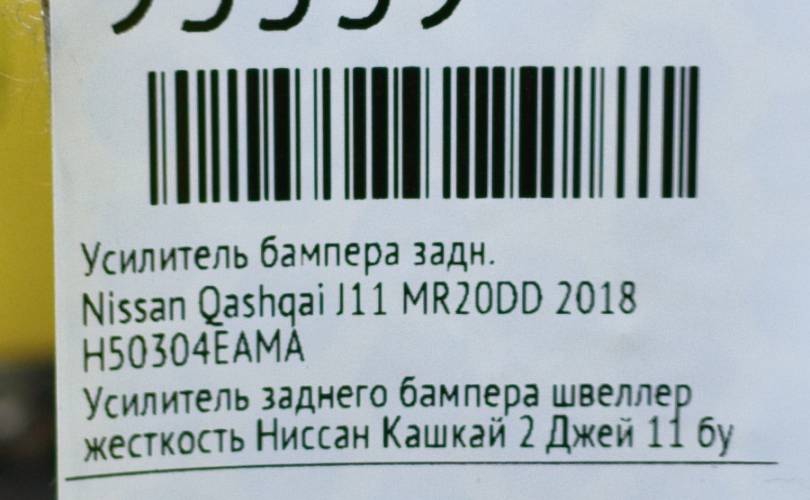 Усилитель бампера задн.
Nissan Qashqai J11 MR20DD 2018
H50304EAMA
Усилитель заднего бампера швеллер
жесткость Ниссан Кашкай 2 Джей 11 бу